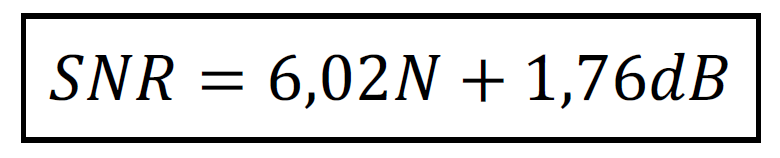 SNR = 6,02N + 1,76dB